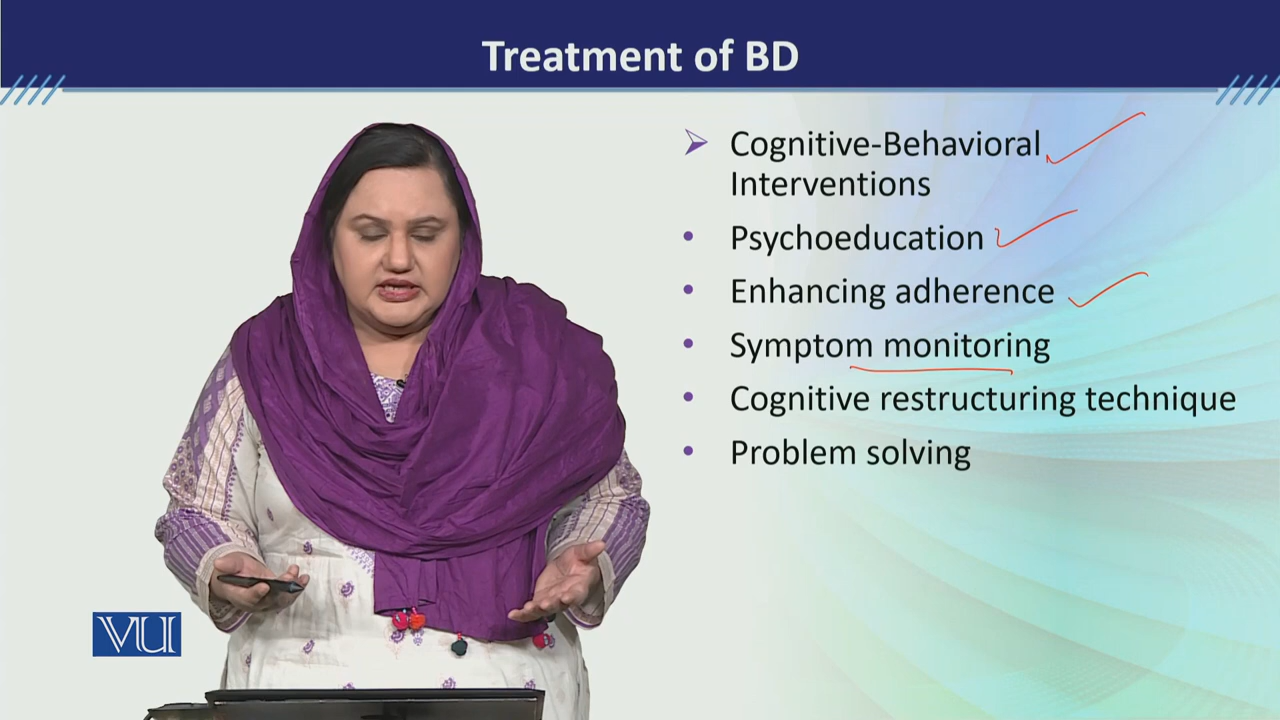 Treatment of BD
Cognitive-Behavioral
Interventions
Psychoeducation
Enhancing adherence
Symptom monitoring
Cognitive restructuring technique
Problem solving
VU